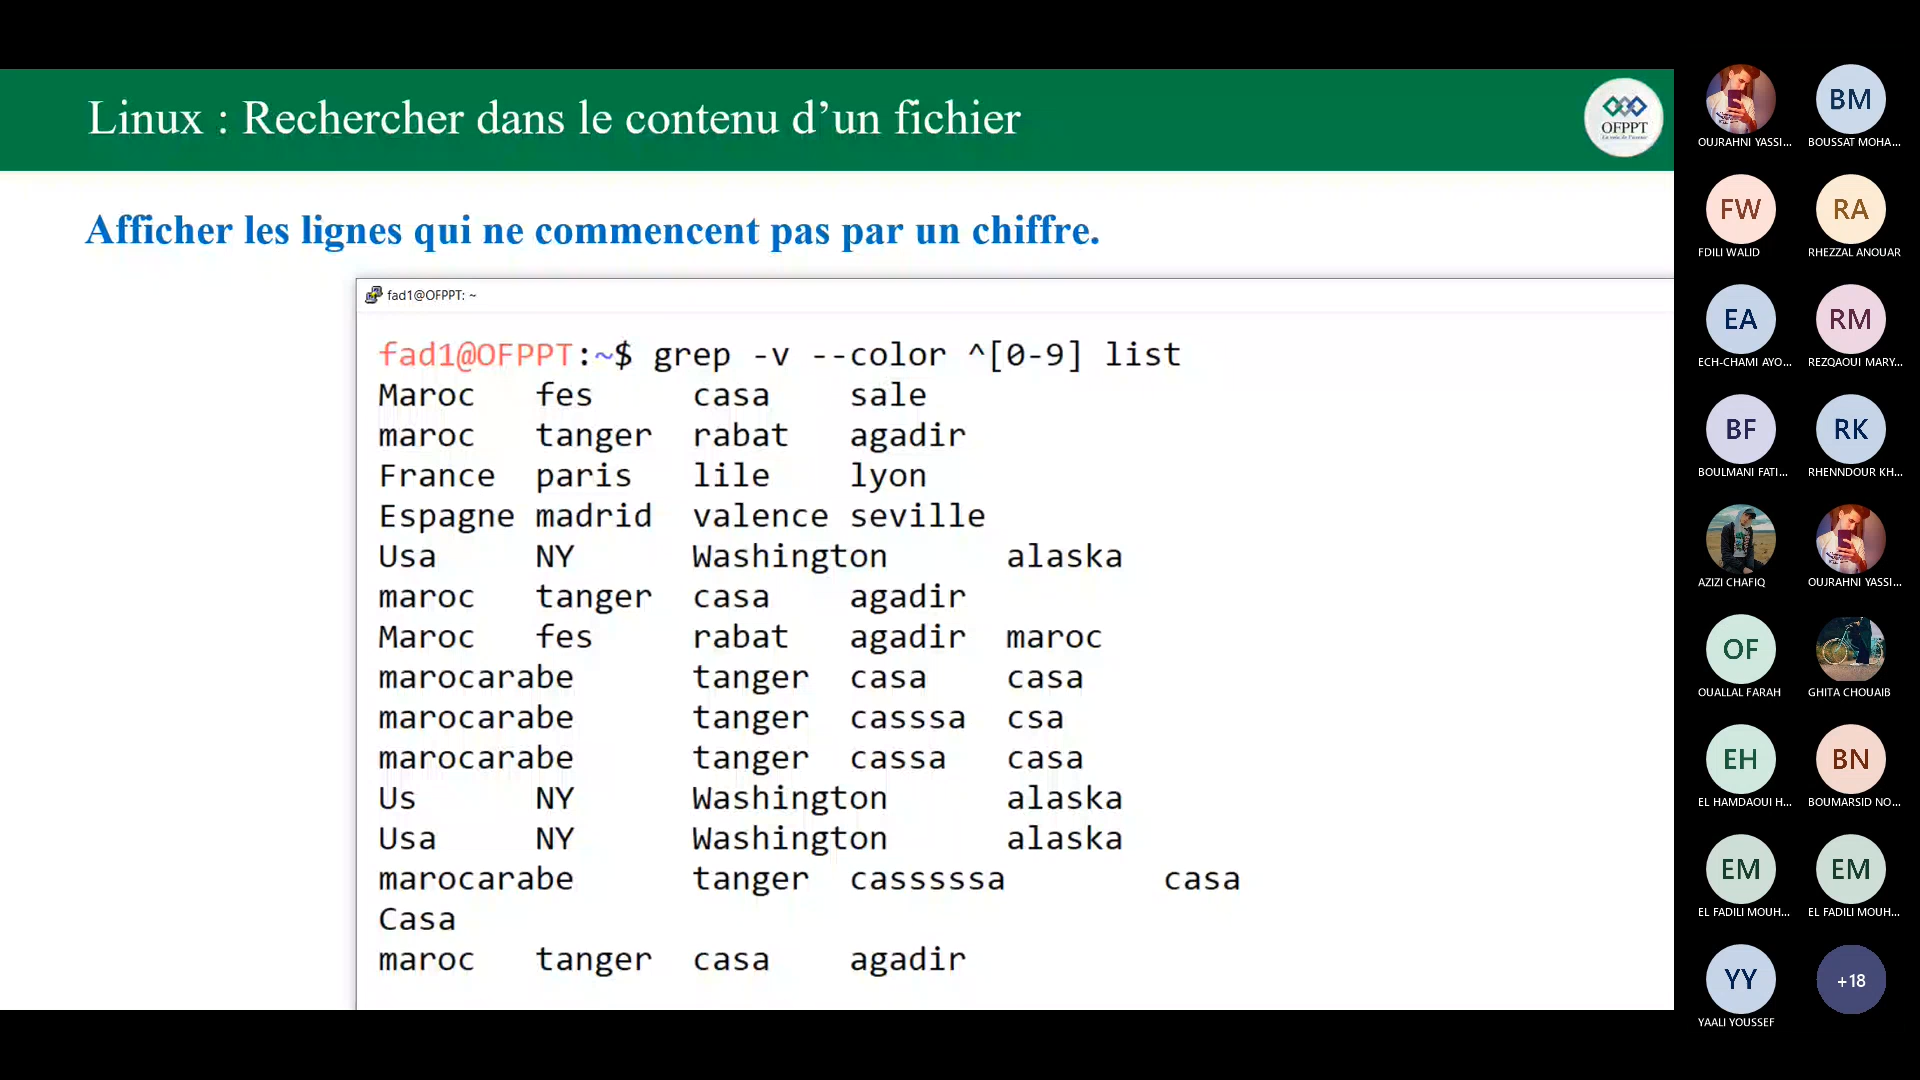 Linux : Rechercher dans le contenu d’un fichier
OFPPT
Afficher les lignes qui ne commencent pas par un chiffre.
fad1@OFPPT: ~
fad1@OFPPT:~$ grep -v --color ^[0-9] list
Maroc fes casa sale
maroc tanger rabat agadir
France paris lile lyon
Espagne madrid valence seville
Usa NY Washington alaska
maroc tanger casa agadir
Maroc fes rabat agadir maroc
marocarabe tanger casa casa
marocarabe tanger casssa csa
marocarabe tanger cassa casa
Us NY Washington alaska
Usa NY Washington alaska
marocarabe tanger casssssa casa
Casa
maroc tanger casa agadir
BM
OUJRAHNI YASSI... BOUSSAT MOHA...
FW RA
FDILI WALID RHEZZAL ANOUAR
EA RM
ECH-CHAMI AYO... REZQAOUI MARY...
BF RK
BOULMANI FATI... RHENNDOUR KH...
AZIZI CHAFIQ OUJRAHNI YASSI...
OF
OUALLAL FARAH GHITA CHOUAIB
EH BN
EL HAMDAOUI H... BOUMARSID NO...
EM EM
EL FADILI MOUH... EL FADILI MOUH...
YY +18
YAALI YOUSSEF